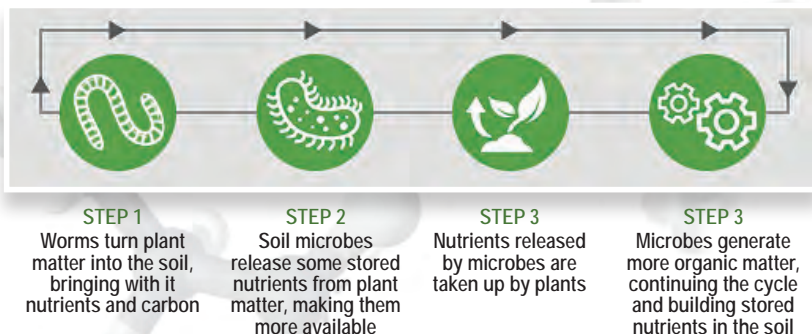 STEP 1
Worms turn plant
matter into the soil,
bringing with it
nutrients and carbon
STEP 2
Soil microbes
release some stored
nutrients from plant
matter, making them
more available
STEP 3
Nutrients released
by microbes are
taken up by plants
STEP 3
Microbes generate
more organic matter,
continuing the cycle
and building stored
nutrients in the soil